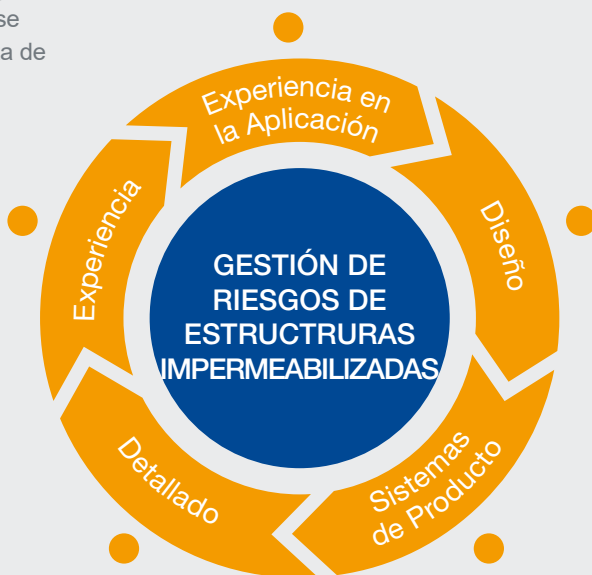 se
a de
Experiencia en
la Aplicación
Diseño
Sistemas
de Producto
Detallado
Experiencia
GESTIÓN DE
RIESGOS DE
ESTRUCTRURAS
IMPERMEABILIZADAS